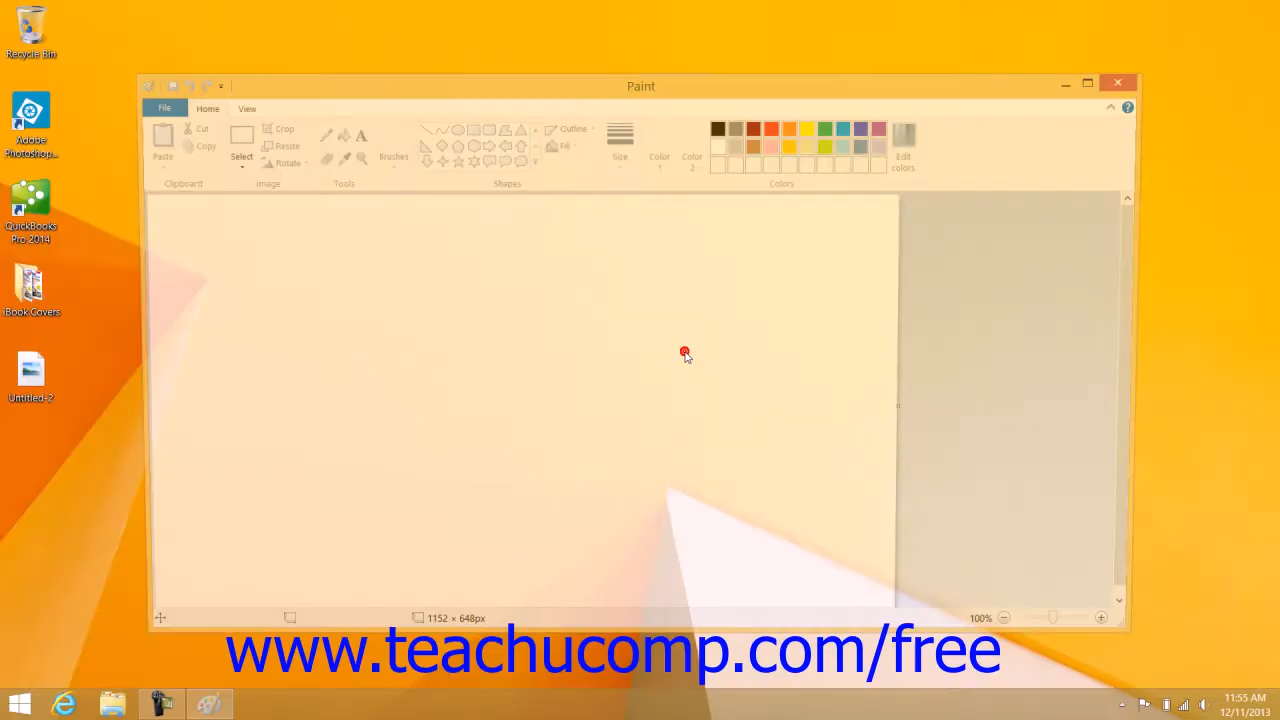 Recycle Bin
Adobe
Photoshop...
QuickBooks
Pro 2014
iBook Covers
Untitled-2
Paint
File
Home
View
Paste
Cut
Copy
Clipboard
Select
Crop
Resize
Rotate
Image
Tools
Brushes
Shapes
Outline
Fill
Size
Color
1
Color
2
Colors
Edit
colors
1152 × 648px
100%
www.teachucomp.com/free
11:55 AM
12/11/2013